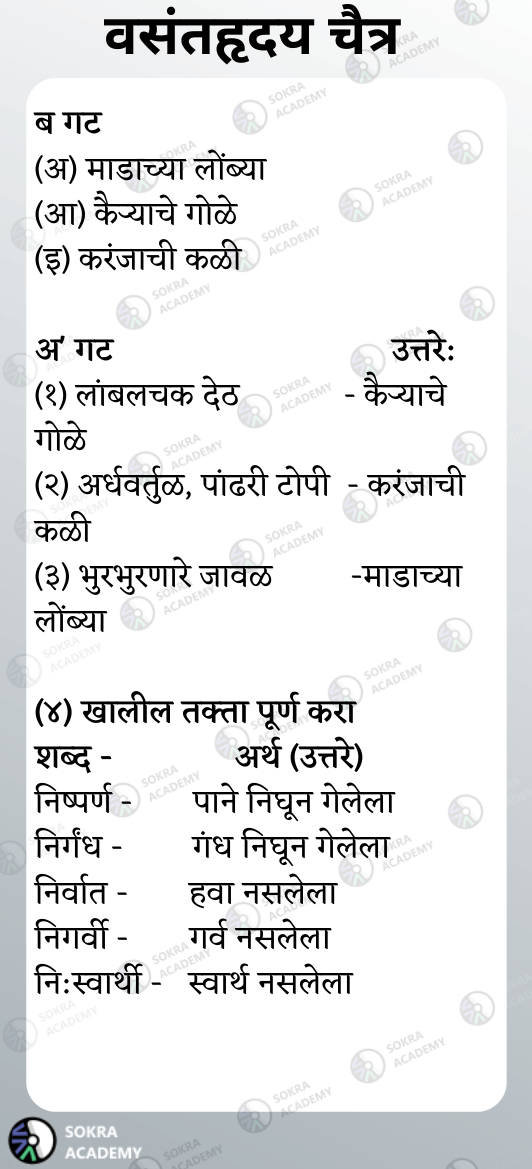 वसंतहृदय चैत्र
ब गट
(अ) माडाच्या लोंब्या
(आ) कैऱ्याचे गोळे
(इ) करंजाची कळी
अ' गट उत्तरे:
(१) लांबलचक देठ - कैऱ्याचे
गोळे
(२) अर्धवर्तुळ, पांढरी टोपी - करंजाची
कळी
(३) भुरभुरणारे जावळ -माडाच्या
लोंब्या
(४) खालील तक्ता पूर्ण करा
शब्द - अर्थ (उत्तरे)
निष्पर्ण - पाने निघून गेलेला
निर्गंध - गंध निघून गेलेला
निर्वात - हवा नसलेला
निगर्वी - गर्व नसलेला
नि:स्वार्थी - स्वार्थ नसलेला
SOKRA
ACADEMY